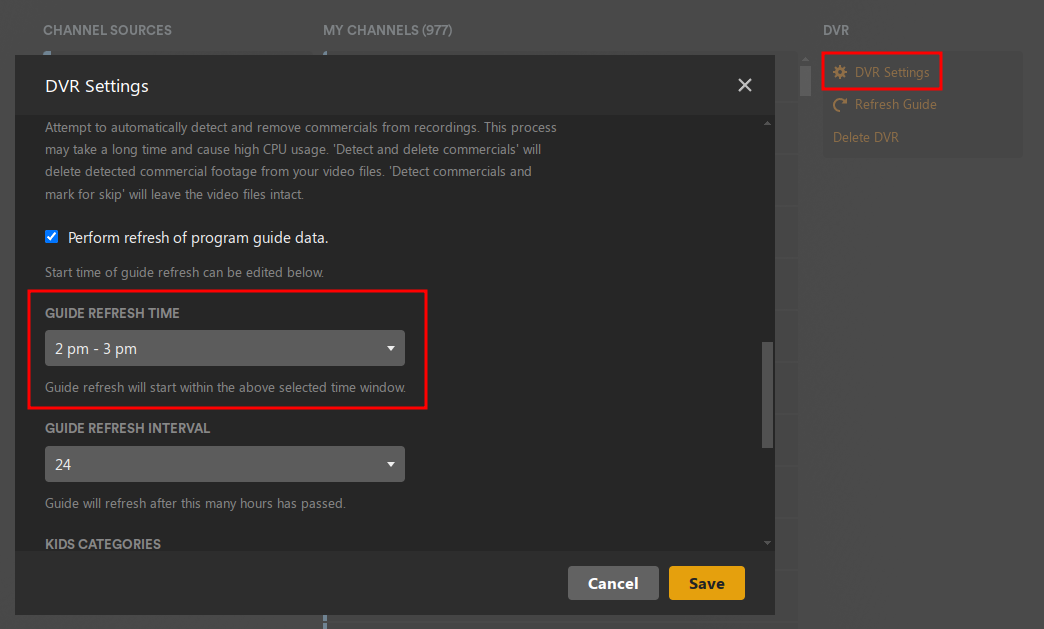 CHANNEL SOURCES
MY CHANNELS (977)
DVR
DVR Settings
Refresh Guide
Delete DVR
DVR Settings
Attempt to automatically detect and remove commercials from recordings. This process
may take a long time and cause high CPU usage. 'Detect and delete commercials' will
delete detected commercial footage from your video files. 'Detect commercials and
mark for skip' will leave the video files intact.
Perform refresh of program guide data.
Start time of guide refresh can be edited below.
GUIDE REFRESH TIME
2 pm - 3 pm
Guide refresh will start within the above selected time window.
GUIDE REFRESH INTERVAL
24
Guide will refresh after this many hours has passed.
KIDS CATEGORIES
Cancel
Save